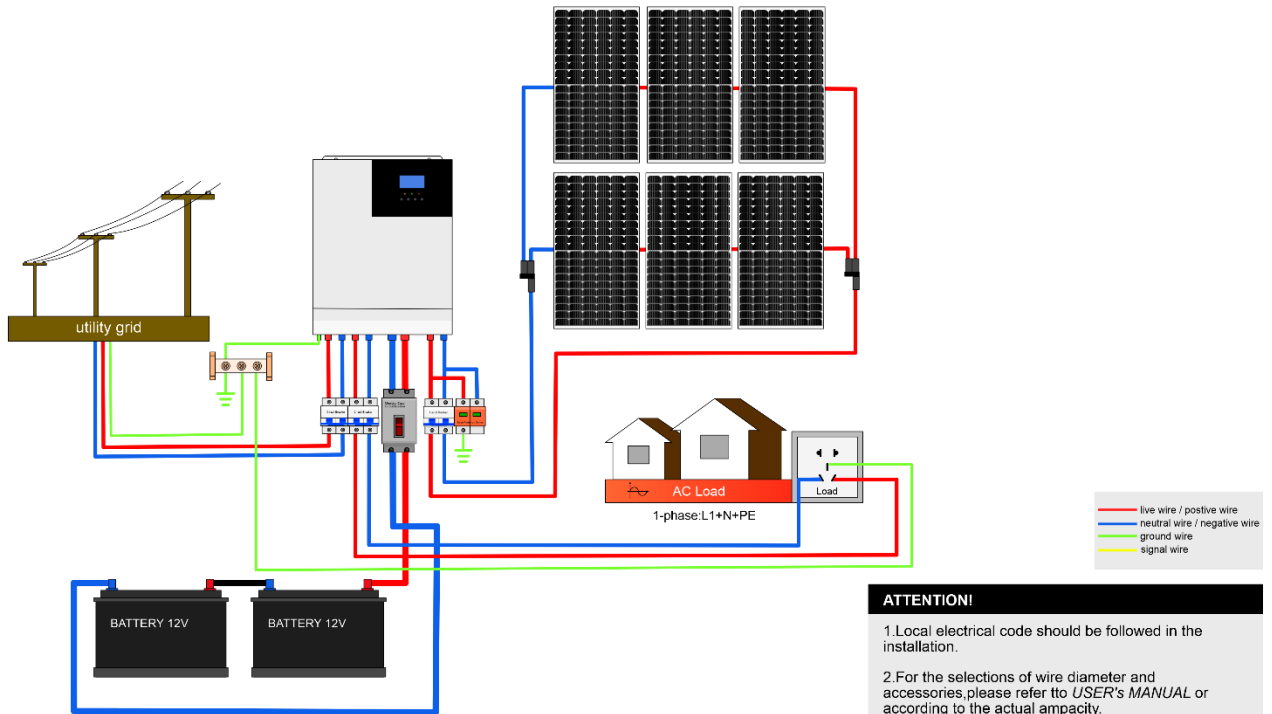 utility grid
AC Load
Load
1-phase:L1+N+PE
live wire / postive wire
neutral wire / negative wire
ground wire
signal wire
BATTERY 12V
BATTERY 12V
ATTENTION!
1.Local electrical code should be followed in the
installation.
2.For the selections of wire diameter and
accessories,please refer tto USER's MANUAL or
according to the actual ampacity.